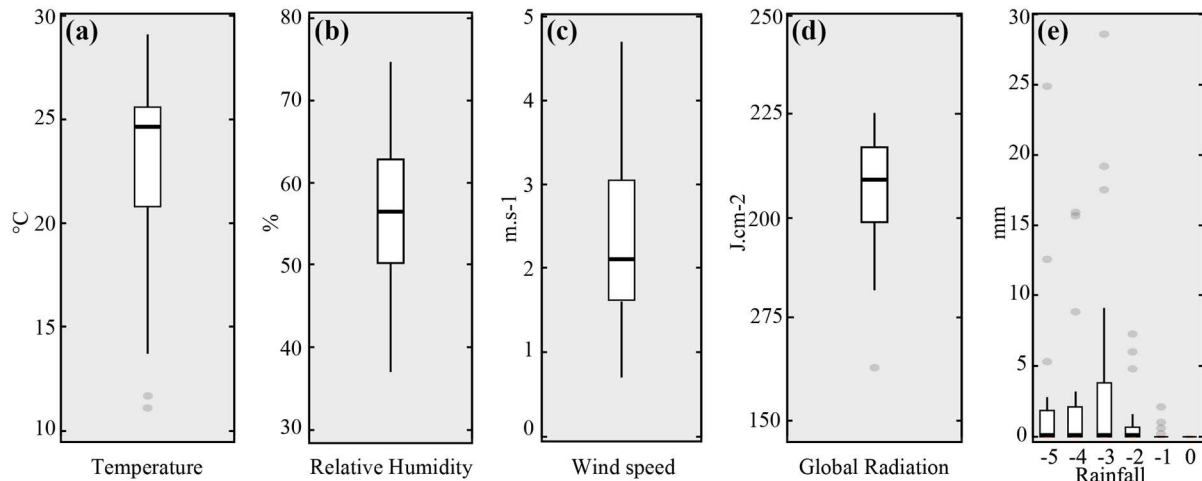 (a)
30
25
20
15
10
°C
Temperature
(b)
80
70
60
50
40
30
%
Relative Humidity
(c)
5
4
3
2
1
0
m.s-1
Wind speed
(d)
250
225
200
275
150
J.cm-2
Global Radiation
(e)
30
25
20
15
10
5
0
mm
-5 -4 -3 -2 -1 0
Rainfall